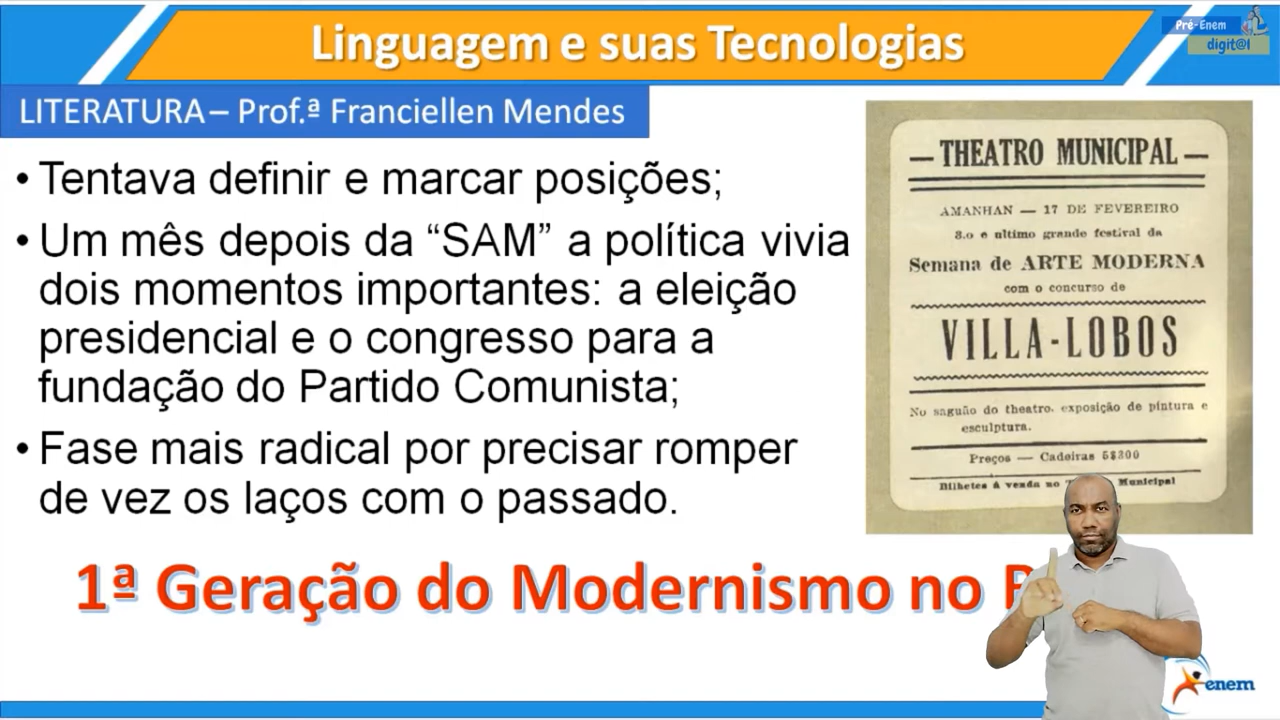 Linguagem e suas Tecnologias
Pré-Enem
digit@l
LITERATURA – Prof.ª Franciellen Mendes
• Tentava definir e marcar posições;
• Um mês depois da “SAM” a política vivia
dois momentos importantes: a eleição
presidencial e o congresso para a
fundação do Partido Comunista;
• Fase mais radical por precisar romper
de vez os laços com o passado.
— THEATRO MUNICIPAL —
AMANHAN — 17 DE FEVEREIRO
3.o e ultimo grande festival da
Semana de ARTE MODERNA
com o concurso de
VILLA-LOBOS
No saguão do theatro, exposição de pintura e
esculptura.
Preços — Cadeiras
Bilhetes á venda no Municipal
1ª Geração do Modernismo no
enem